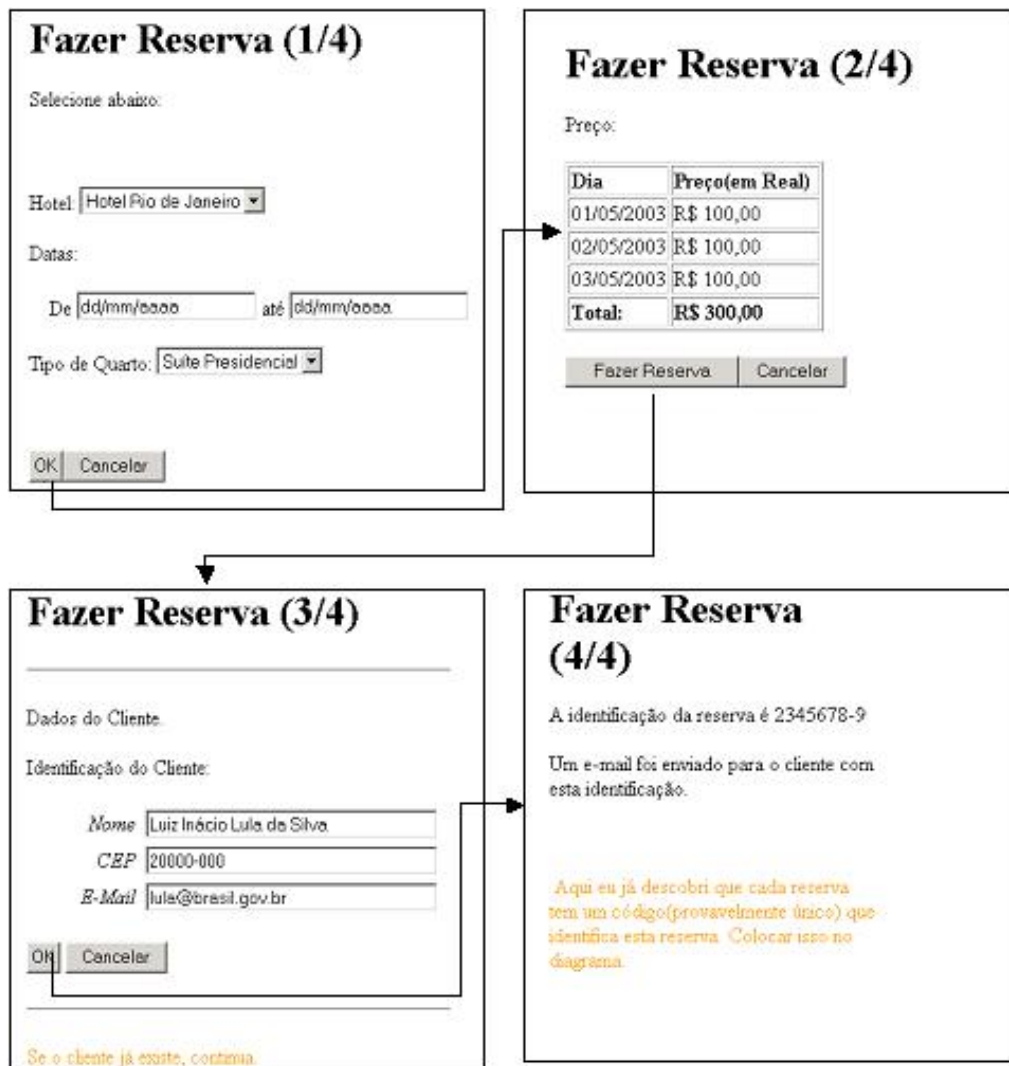 Fazer Reserva (1/4)
Selecione abaixo:
Hotel: Hotel Rio de Janeiro
Datas:
De dd/mm/aaaa até dd/mm/aaaa
Tipo de Quarto: Suíte Presidencial
OK Cancelar
Fazer Reserva (2/4)
Preço:
Dia Preço(em Real)
01/05/2003 R$ 100,00
02/05/2003 R$ 100,00
03/05/2003 R$ 100,00
Total: R$ 300,00
Fazer Reserva Cancelar
Fazer Reserva (3/4)
Dados do Cliente.
Identificação do Cliente:
Nome Luiz Inácio Lula da Silva
CEP 20000-000
E-Mail lula@brasil.gov.br
OK Cancelar
Se o cliente já existe, continua.
Fazer Reserva
(4/4)
A identificação da reserva é 2345678-9
Um e-mail foi enviado para o cliente com
esta identificação.
Aqui eu já descobri que cada reserva
tem um código(provavelmente único) que
identifica esta reserva. Colocar isso no
diagrama.